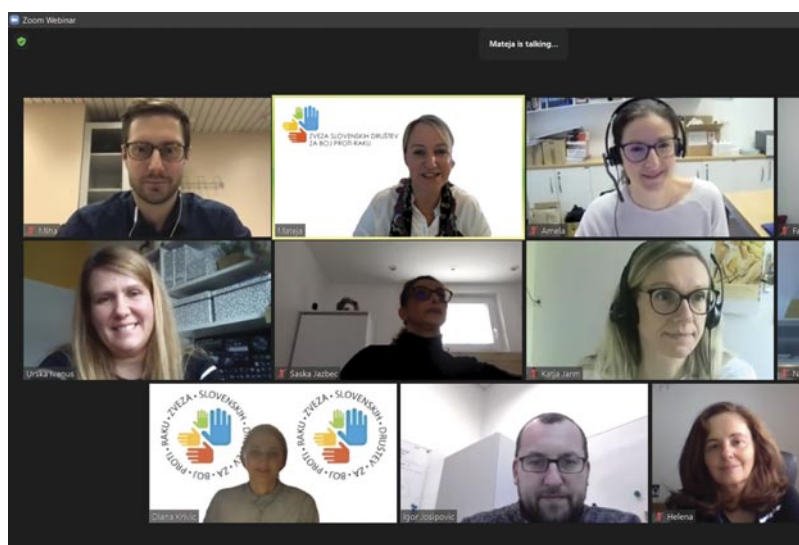 Zoom Webinar
Mateja is talking...
ZVEZA SLOVENSKIH DRUŠTEV
ZA BOJ PROTI RAKU
Miha
Mateja
Amela
Fa
Urška Ivanuš
Saska Jazbec
Katja Jarm
N
ZVEZA • SLOVENSKIH • DRUŠTEV • ZA • BOJ • PROTI • RAKU •
ZVEZA • SLOVENSKIH • DRUŠTEV • ZA • BOJ • PROTI • RAKU •
Diana Krivic
Igor Josipovic
Helena